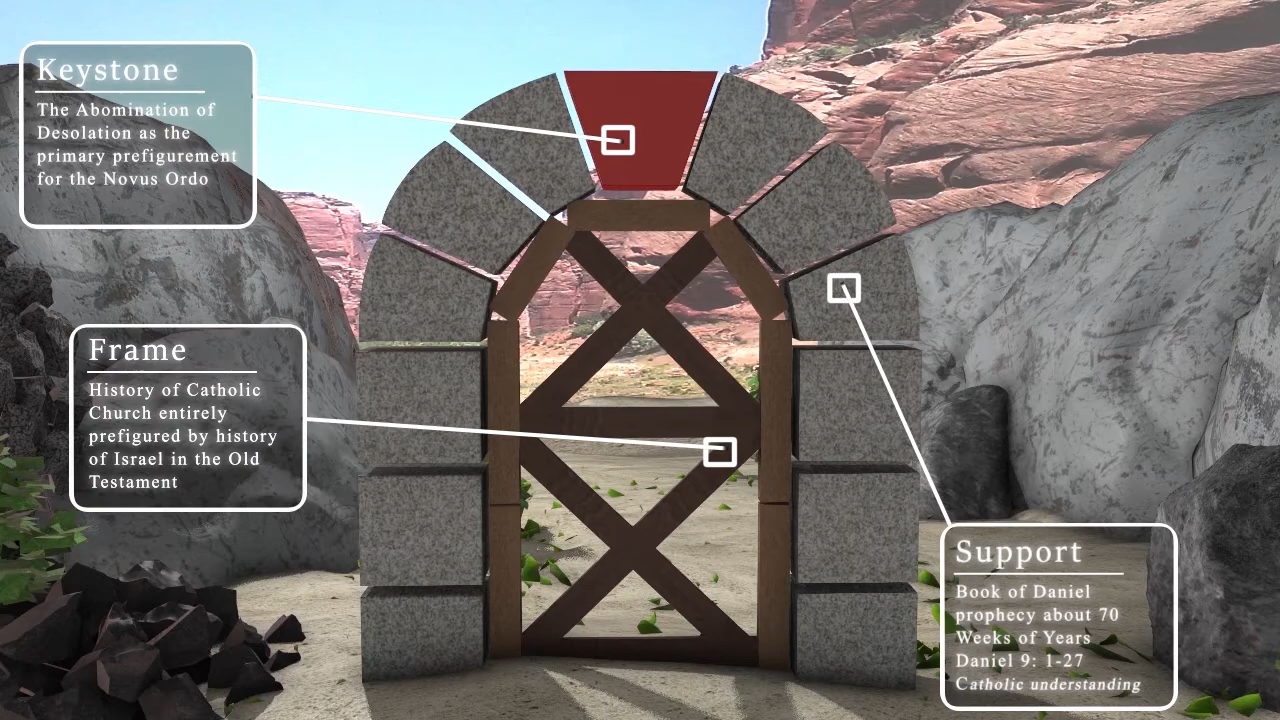 Keystone
The Abomination of
Desolation as the
primary prefigurement
for the Novus Ordo
Frame
History of Catholic
Church entirely
prefigured by history
of Israel in the Old
Testament
Support
Book of Daniel
prophecy about 70
Weeks of Years
Daniel 9: 1-27
Catholic understanding